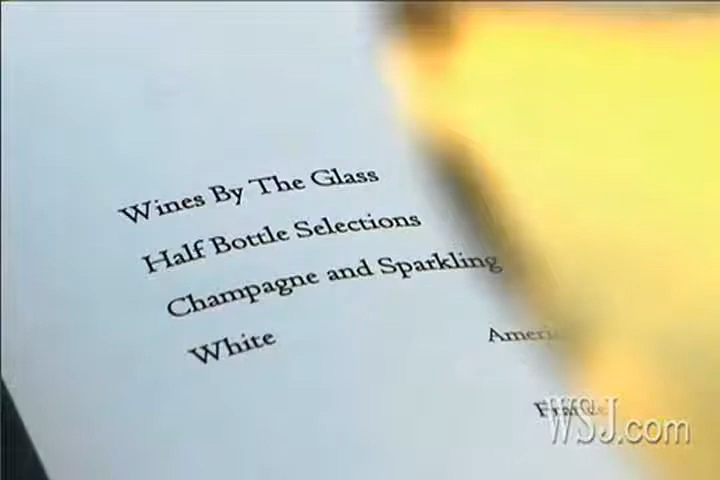 Wines By The Glass
Half Bottle Selections
Champagne and Sparkling
White
WSJ.com